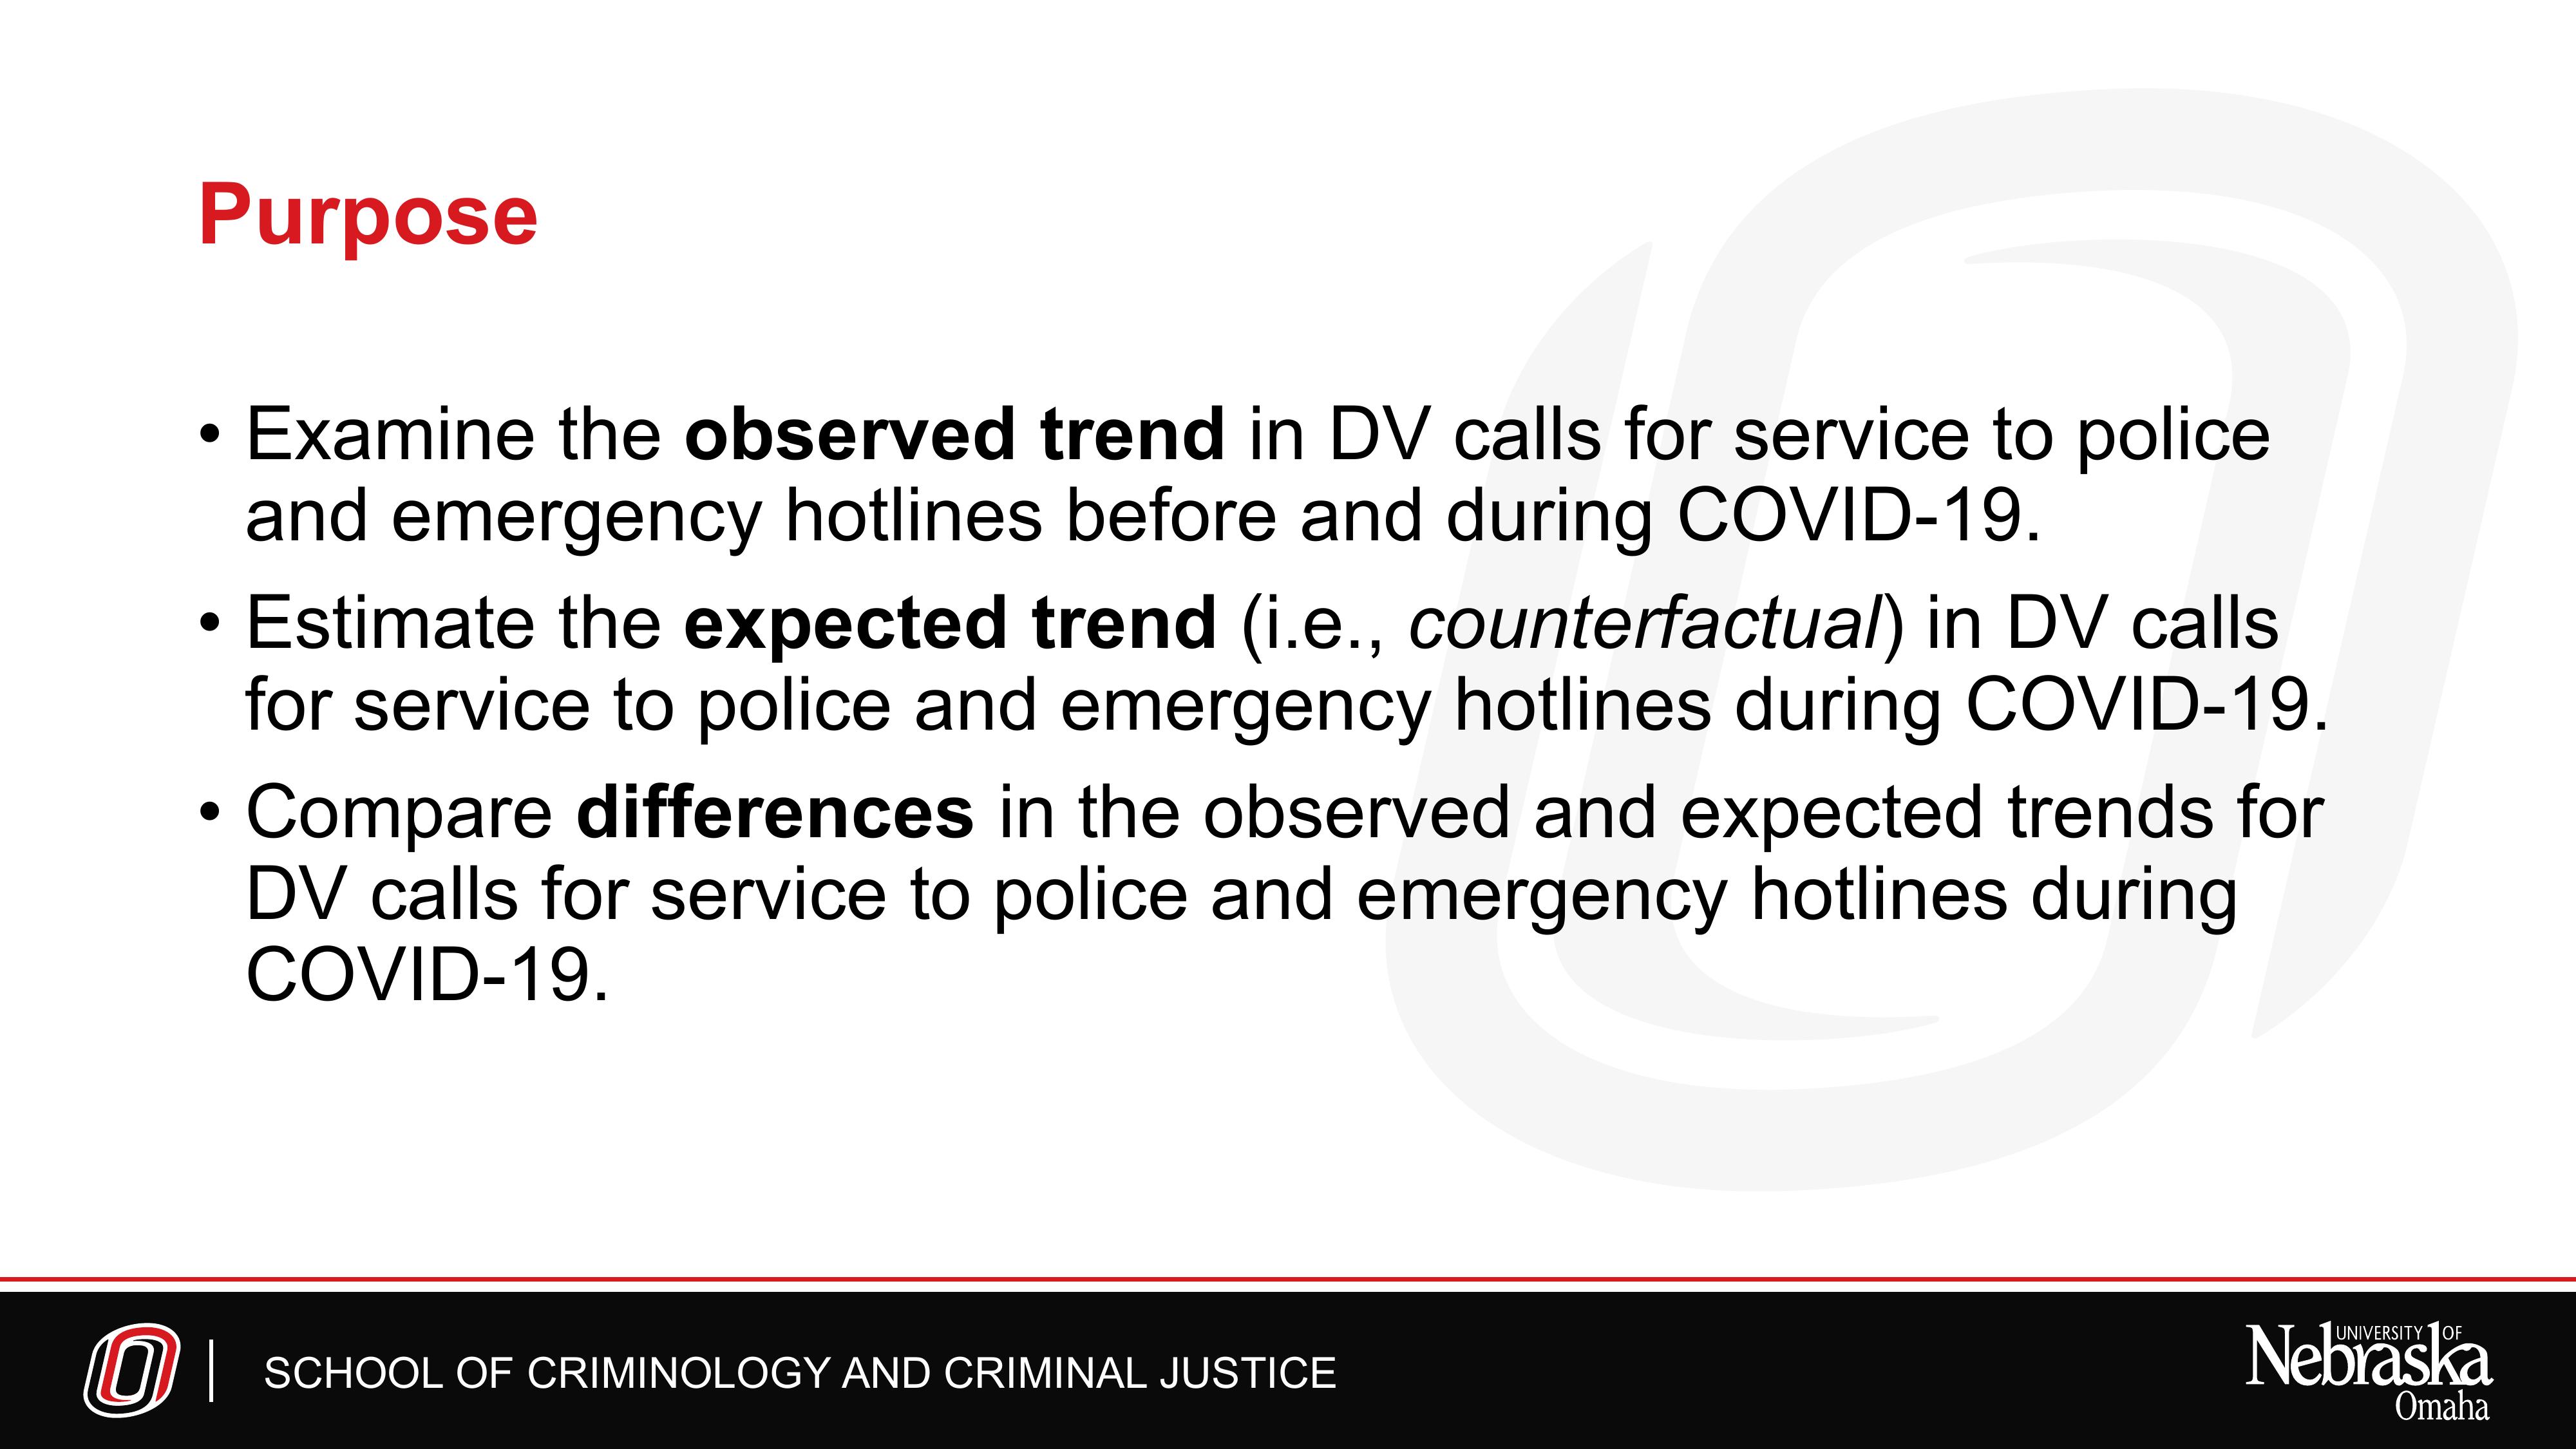 Purpose
• Examine the observed trend in DV calls for service to police
and emergency hotlines before and during COVID-19.
• Estimate the expected trend (i.e., counterfactual) in DV calls
for service to police and emergency hotlines during COVID-19.
• Compare differences in the observed and expected trends for
DV calls for service to police and emergency hotlines during
COVID-19.
SCHOOL OF CRIMINOLOGY AND CRIMINAL JUSTICE
UNIVERSITY OF
Nebraska
Omaha